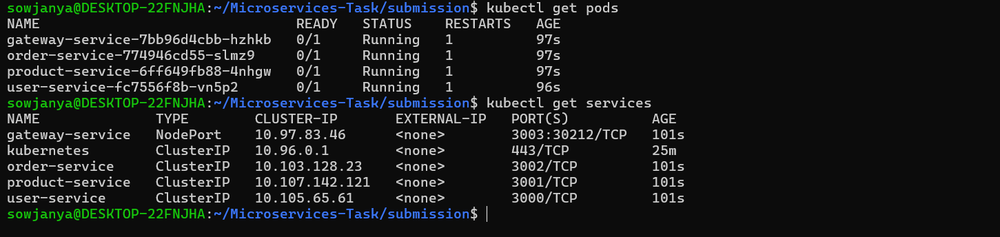 sowjanya@DESKTOP-22FNJHA:~/Microservices-Task/submission$ kubectl get pods
NAME                               READY   STATUS    RESTARTS   AGE
gateway-service-7bb96d4cbb-hzhkb   0/1     Running   1          97s
order-service-774946cd55-slmz9     0/1     Running   1          97s
product-service-6ff649fb88-4nhgw   0/1     Running   1          97s
user-service-fc7556f8b-vn5p2       0/1     Running   1          96s
sowjanya@DESKTOP-22FNJHA:~/Microservices-Task/submission$ kubectl get services
NAME              TYPE        CLUSTER-IP       EXTERNAL-IP   PORT(S)          AGE
gateway-service   NodePort    10.97.83.46      <none>        3003:30212/TCP   101s
kubernetes        ClusterIP   10.96.0.1        <none>        443/TCP          25m
order-service     ClusterIP   10.103.128.23    <none>        3002/TCP         101s
product-service   ClusterIP   10.107.142.121   <none>        3001/TCP         101s
user-service      ClusterIP   10.105.65.61     <none>        3000/TCP         101s
sowjanya@DESKTOP-22FNJHA:~/Microservices-Task/submission$